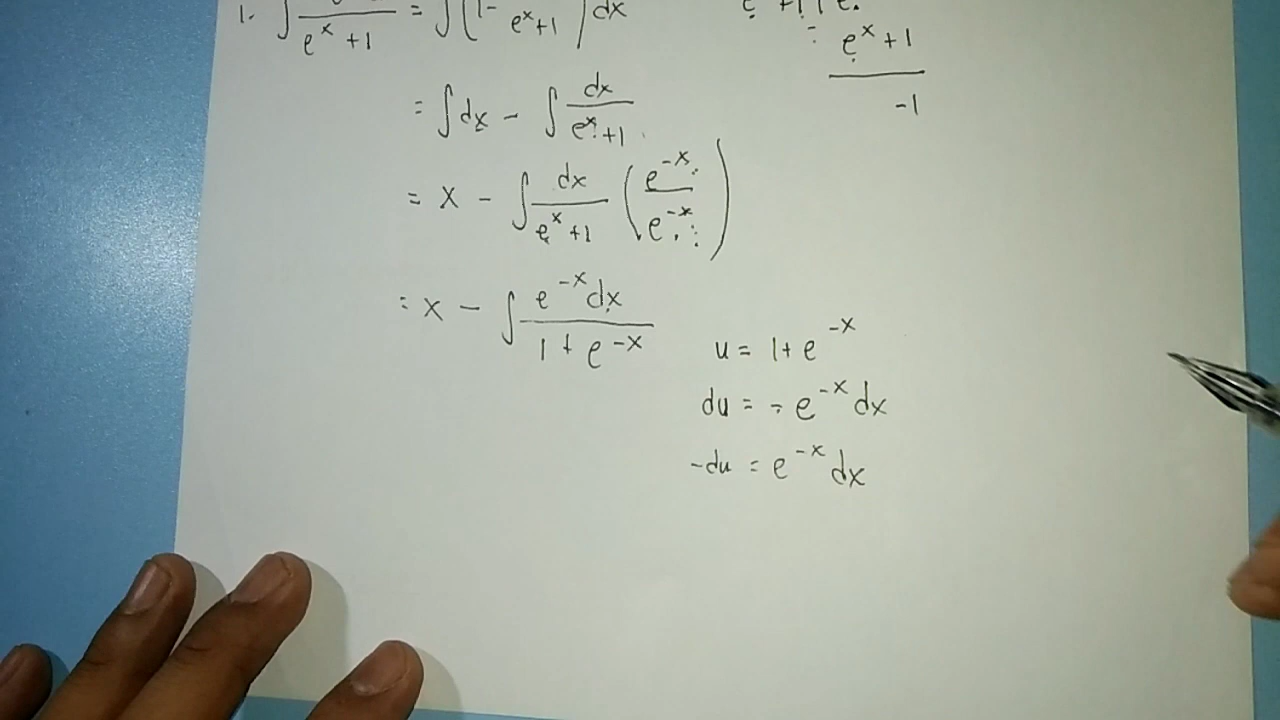 1. ∫ / e^x +1 = ∫(1- / e^x+1) dx
e^x +1
-1
= ∫dx - ∫ dx / e^x +1
= x - ∫ dx / e^x +1 (e^-x / e^-x)
= x - ∫ e^-x dx / 1 + e^-x
u = 1+ e^-x
du = - e^-x dx
-du = e^-x dx